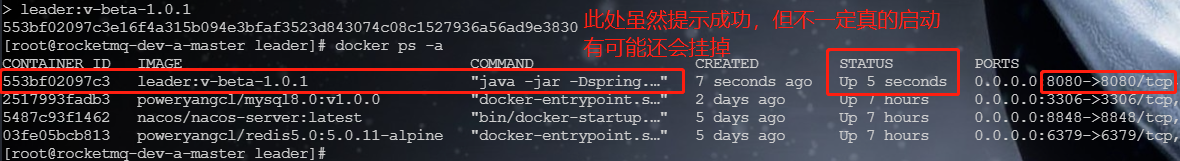 > leader:v-beta-1.0.1
553bf02097c3e16f4a315b094e3bfaf3523d843074c08c1527936a56ad9e3830
此处虽然提示成功，但不一定真的启动
有可能还会挂掉
[root@rocketmq-dev-a-master leader]# docker ps -a
CONTAINER ID IMAGE COMMAND CREATED STATUS PORTS
553bf02097c3 leader:v-beta-1.0.1 "java -jar -Dspring.…" 7 seconds ago Up 5 seconds 0.0.0.0:8080->8080/tcp
2517993fadb3 poweryangcl/mysql8.0:v1.0.0 "docker-entrypoint.s…" 2 days ago Up 7 hours 0.0.0.0:3306->3306/tcp,
5487c93f1462 nacos/nacos-server:latest "bin/docker-startup.…" 5 days ago Up 7 hours 0.0.0.0:8848->8848/tcp,
03fe05bcb813 poweryangcl/redis5.0:5.0.11-alpine "docker-entrypoint.s…" 5 days ago Up 7 hours 0.0.0.0:6379->6379/tcp,
[root@rocketmq-dev-a-master leader]#